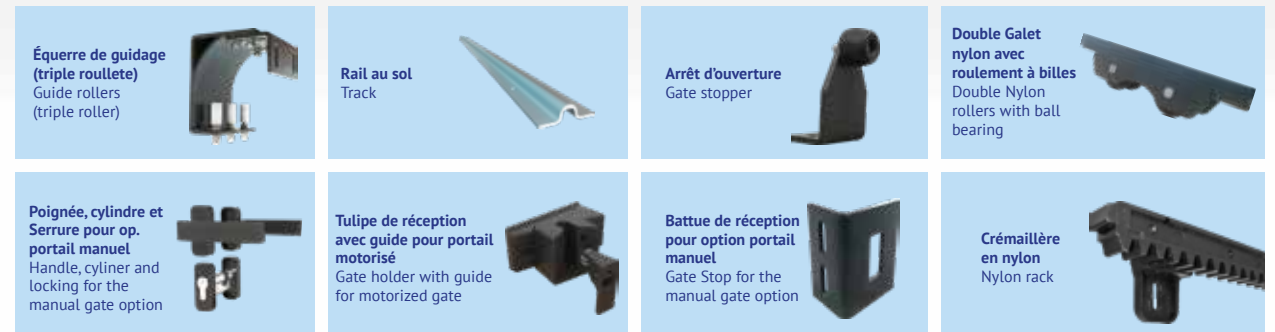 Équerre de guidage
(triple roullete)
Guide rollers
(triple roller)
Rail au sol
Track
Arrêt d'ouverture
Gate stopper
Double Galet
nylon avec
roulement à billes
Double Nylon
rollers with ball
bearing
Poignée, cylindre et
Serrure pour op.
portail manuel
Handle, cyliner and
locking for the
manual gate option
Tulipe de réception
avec guide pour portail
motorisé
Gate holder with guide
for motorized gate
Battue de réception
pour option portail
manuel
Gate Stop for the
manual gate option
Crémaillère
en nylon
Nylon rack